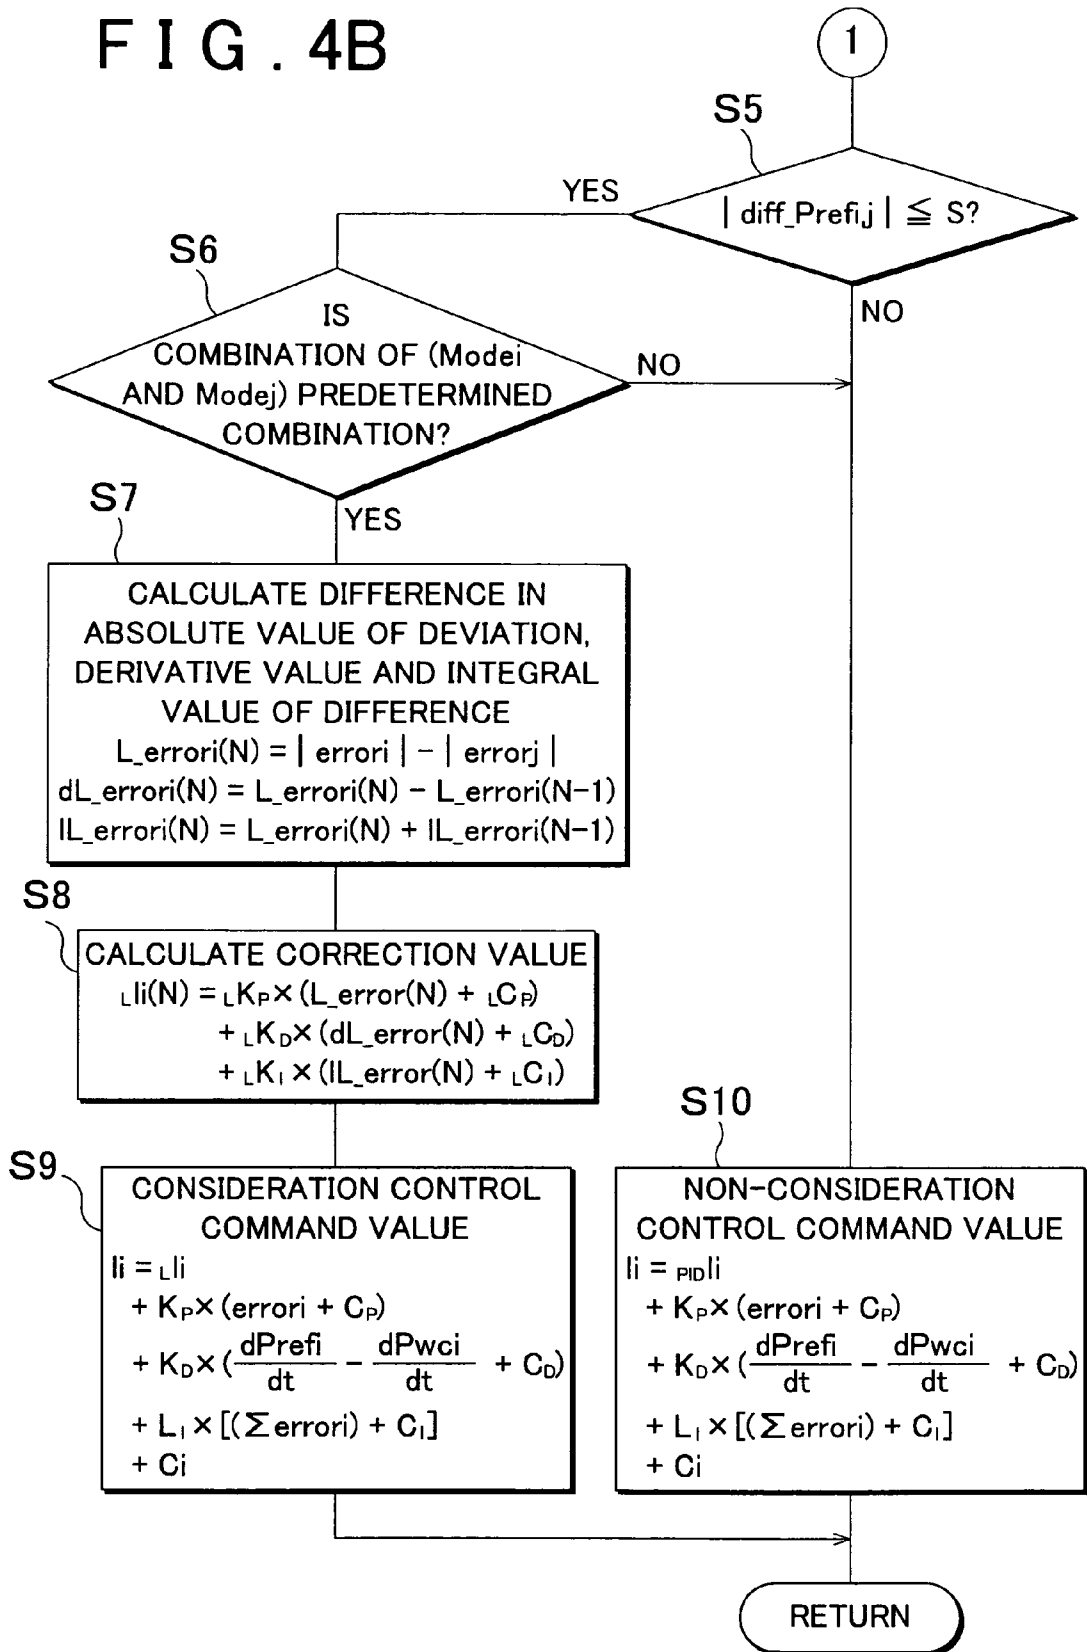 FIG. 4B
1
S5
YES
| diff_Prefi,j | ≦ S?
NO
S6
IS
COMBINATION OF (Modei
AND Modej) PREDETERMINED
COMBINATION?
NO
YES
S7
CALCULATE DIFFERENCE IN
ABSOLUTE VALUE OF DEVIATION,
DERIVATIVE VALUE AND INTEGRAL
VALUE OF DIFFERENCE
L_errori(N) = | errori | − | errorj |
dL_errori(N) = L_errori(N) − L_errori(N-1)
IL_errori(N) = L_errori(N) + IL_errori(N-1)
S8
CALCULATE CORRECTION VALUE
LIi(N) = LKP × (L_error(N) + LCP)
+ LKD × (dL_error(N) + LCD)
+ LKI × (IL_error(N) + LCI)
S9
CONSIDERATION CONTROL
COMMAND VALUE
Ii = LIi
+ KP × (errori + CP)
+ KD × (dPrefi/dt − dPwci/dt + CD)
+ LI × [(Σerrori) + CI]
+ Ci
S10
NON-CONSIDERATION
CONTROL COMMAND VALUE
Ii = PIDIi
+ KP × (errori + CP)
+ KD × (dPrefi/dt − dPwci/dt + CD)
+ LI × [(Σerrori) + CI]
+ Ci
RETURN